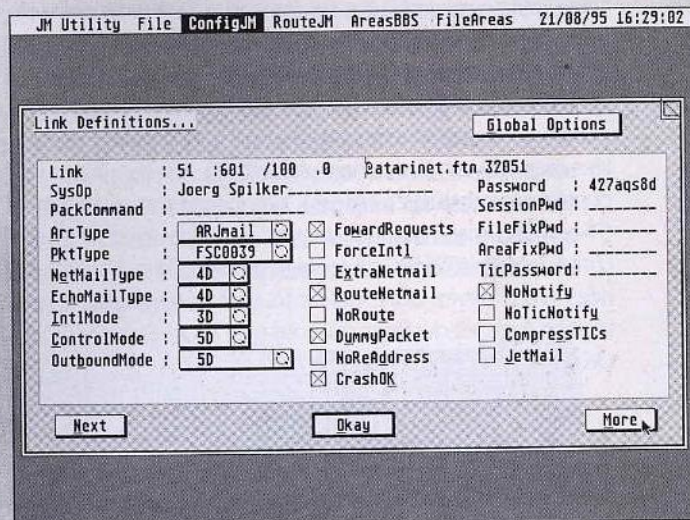 JM Utility File ConfigJM RouteJM AreasBBS FileAreas 21/08/95 16:29:02
Link Definitions...
Global Options
Link : 51 :601 /100 .0 @atarinet.ftn 32051
SysOp : Joerg Spilker Password : 427aqs8d
PackCommand : SessionPwd :
ArcType : ARJmail FowardRequests FileFixPwd :
PktType : FSC0039 ForceIntl AreaFixPwd :
NetMailType : 4D ExtraNetmail TicPassword:
EchoMailType : 4D RouteNetmail NoNotify
IntlMode : 3D NoRoute NoTicNotify
ControlMode : 5D DummyPacket CompressTICs
OutboundMode : 5D NoReAddress JetMail
CrashOK
Next Okay More